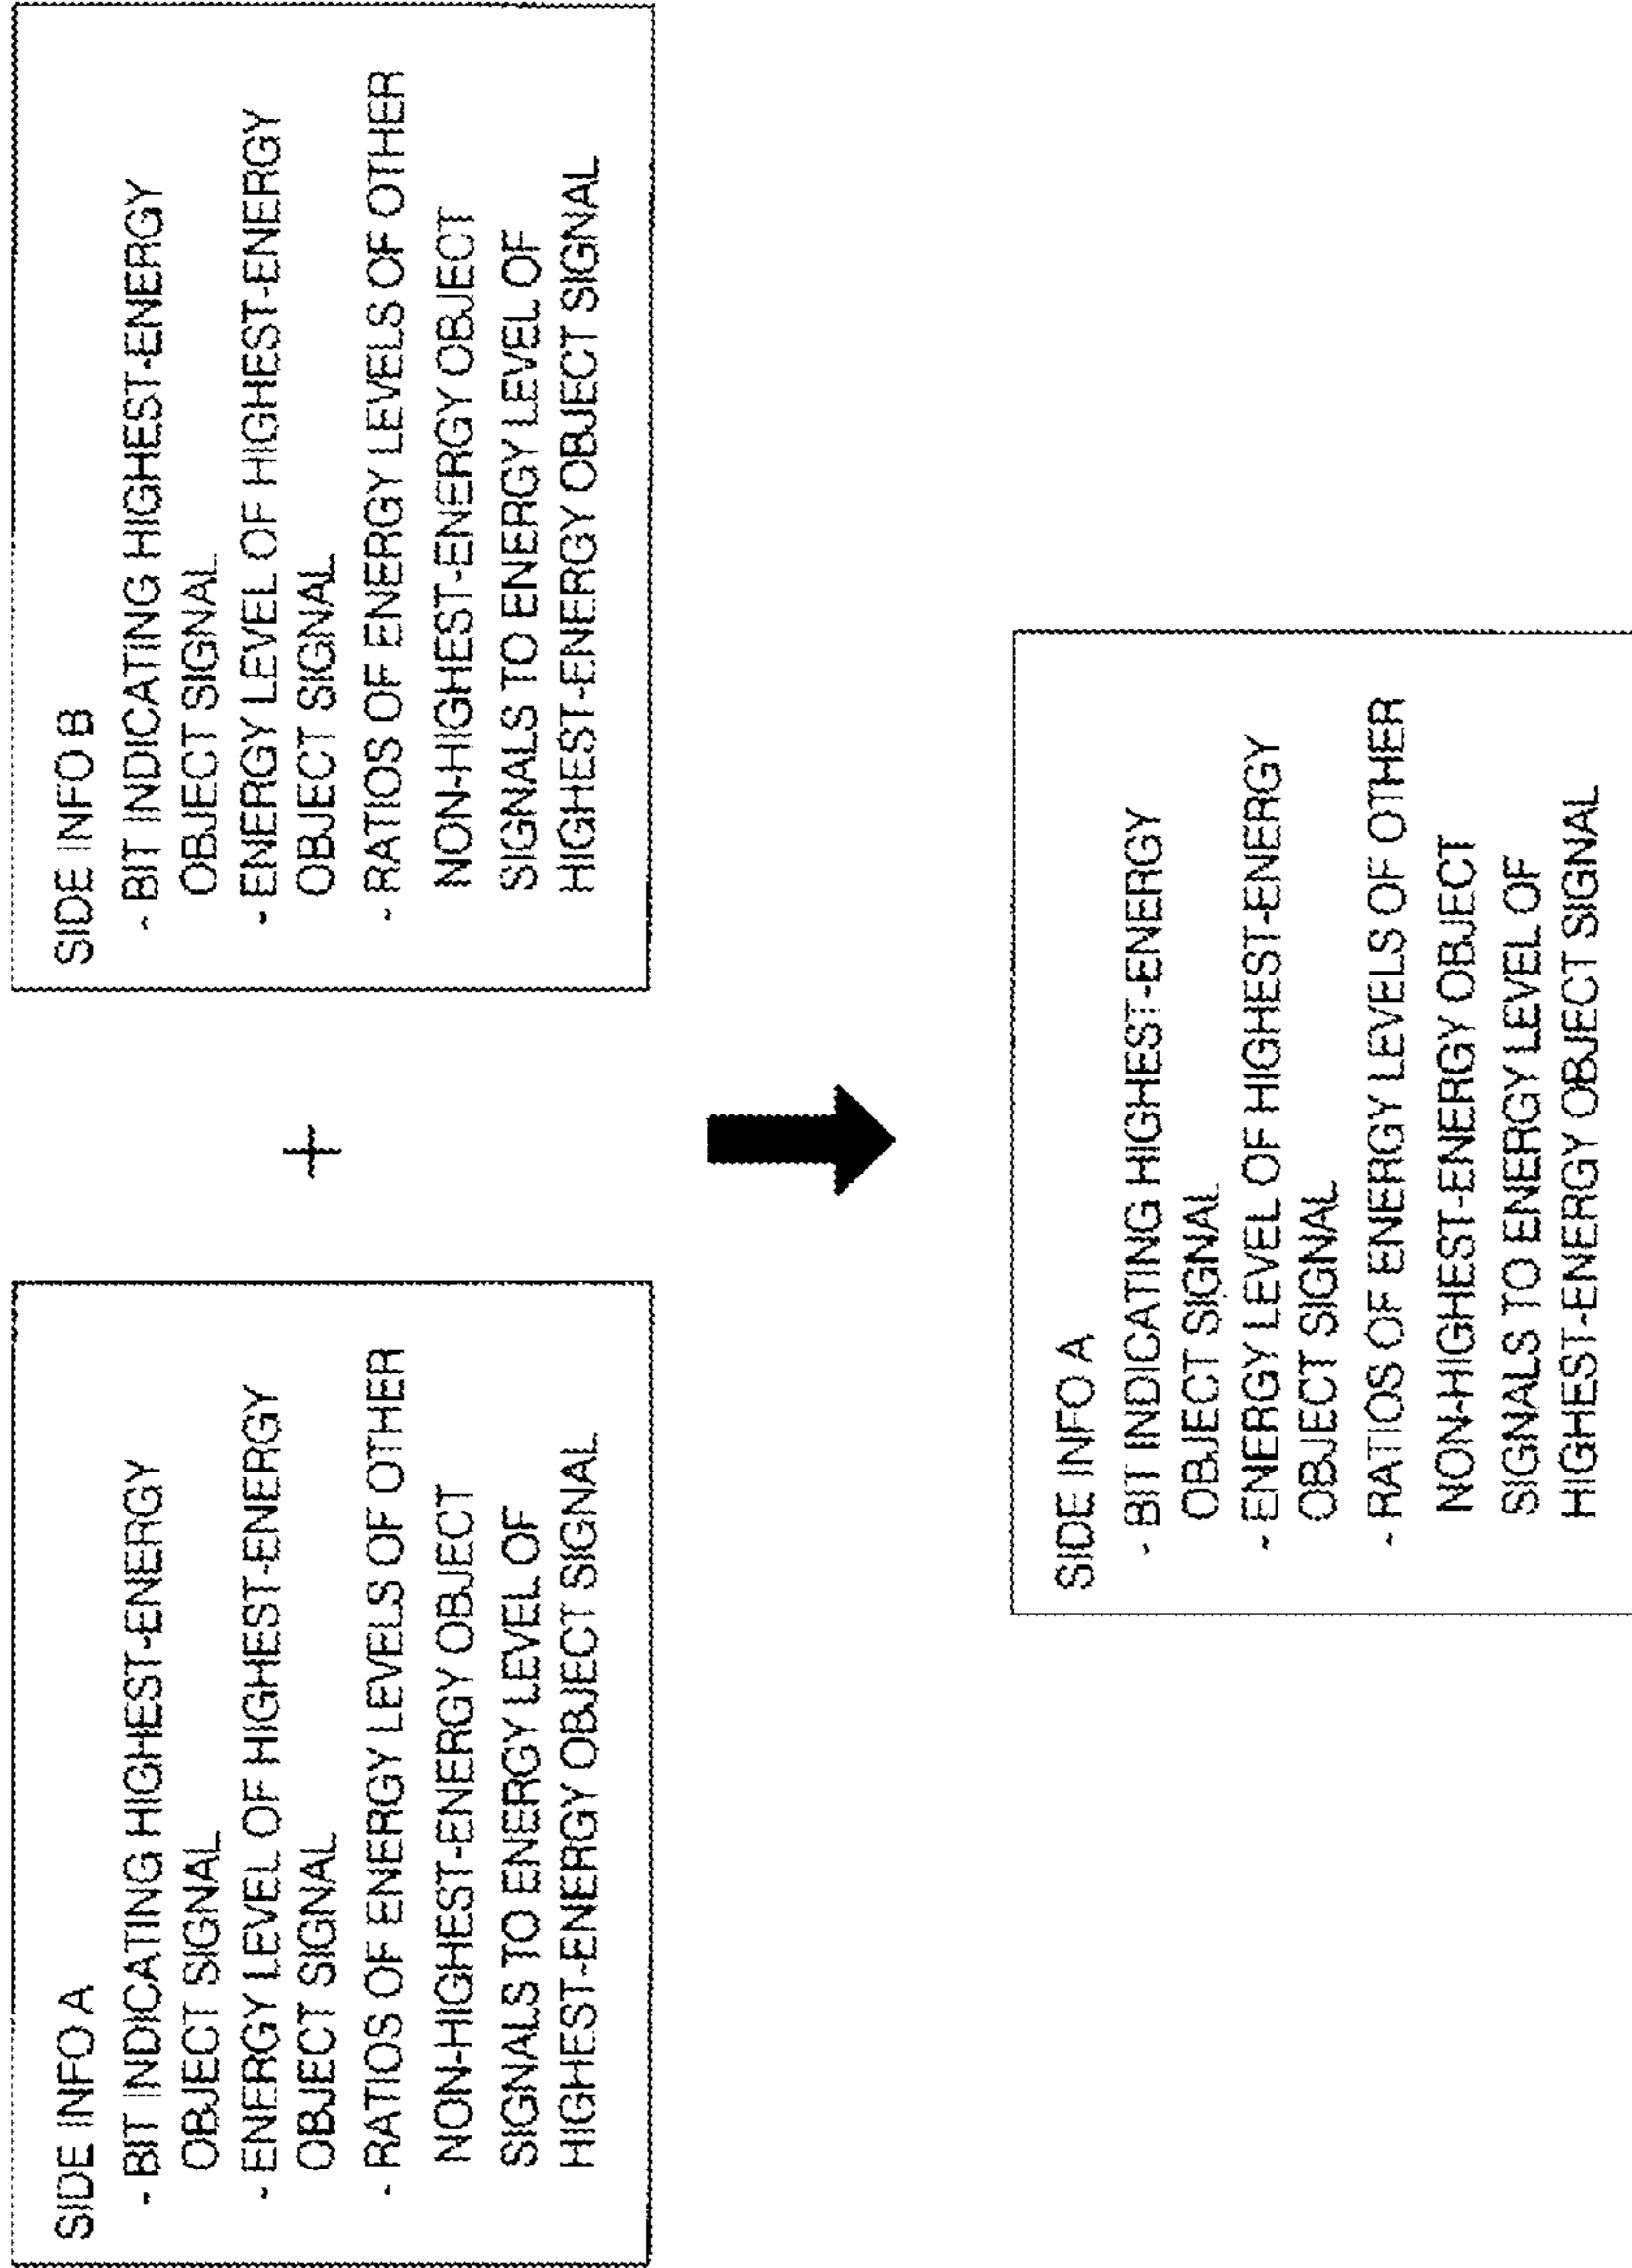 SIDE INFO A
- BIT INDICATING HIGHEST-ENERGY
OBJECT SIGNAL
- ENERGY LEVEL OF HIGHEST-ENERGY
OBJECT SIGNAL
- RATIOS OF ENERGY LEVELS OF OTHER
NON-HIGHEST-ENERGY OBJECT
SIGNALS TO ENERGY LEVEL OF
HIGHEST-ENERGY OBJECT SIGNAL
+
SIDE INFO B
- BIT INDICATING HIGHEST-ENERGY
OBJECT SIGNAL
- ENERGY LEVEL OF HIGHEST-ENERGY
OBJECT SIGNAL
- RATIOS OF ENERGY LEVELS OF OTHER
NON-HIGHEST-ENERGY OBJECT
SIGNALS TO ENERGY LEVEL OF
HIGHEST-ENERGY OBJECT SIGNAL
SIDE INFO A
- BIT INDICATING HIGHEST-ENERGY
OBJECT SIGNAL
- ENERGY LEVEL OF HIGHEST-ENERGY
OBJECT SIGNAL
- RATIOS OF ENERGY LEVELS OF OTHER
NON-HIGHEST-ENERGY OBJECT
SIGNALS TO ENERGY LEVEL OF
HIGHEST-ENERGY OBJECT SIGNAL